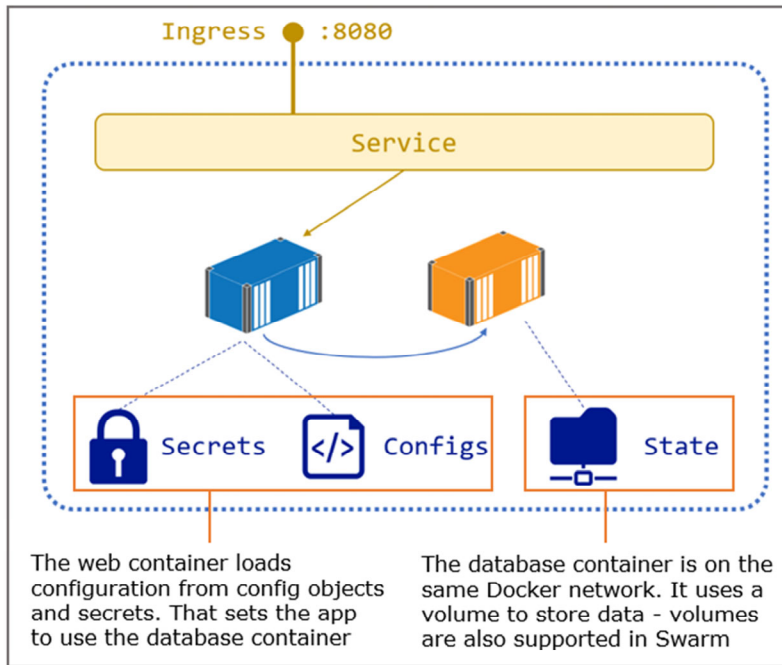 Ingress :8080
Service
Secrets
Configs
State
The web container loads
configuration from config objects
and secrets. That sets the app
to use the database container
The database container is on the
same Docker network. It uses a
volume to store data - volumes
are also supported in Swarm